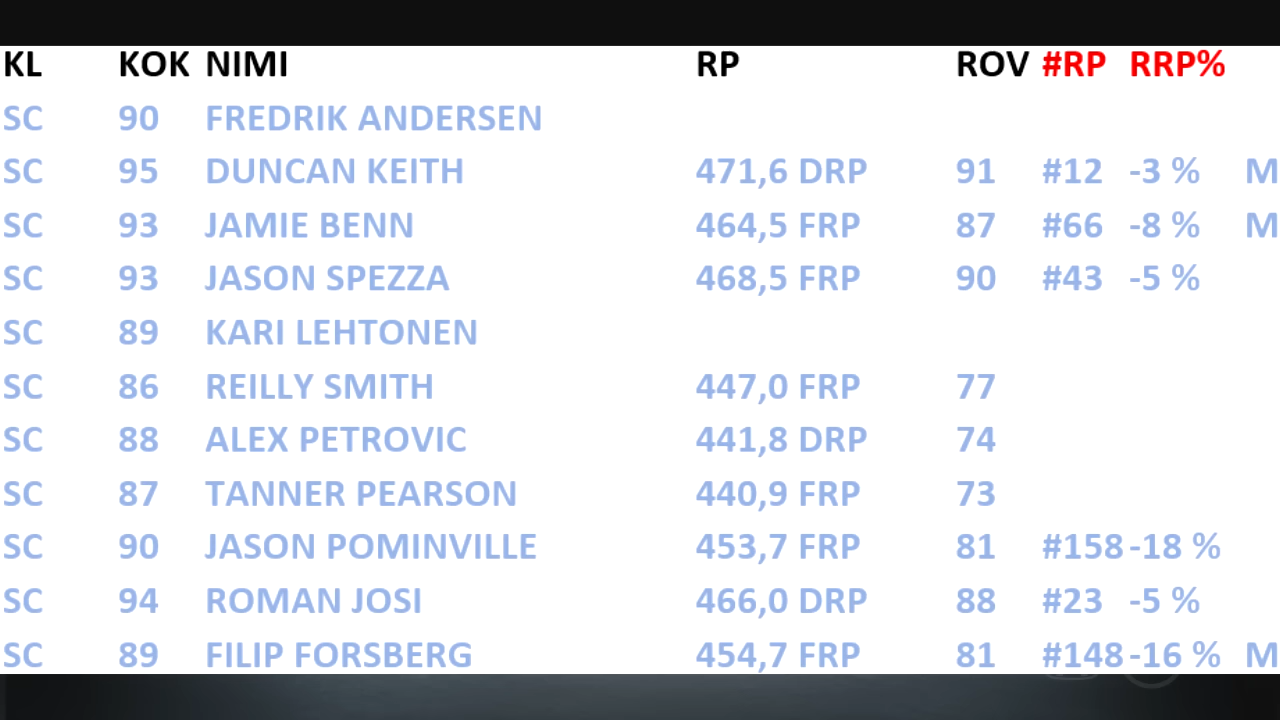 KL KOK NIMI RP ROV #RP RRP%
SC 90 FREDRIK ANDERSEN
SC 95 DUNCAN KEITH 471,6 DRP 91 #12 -3 % M
SC 93 JAMIE BENN 464,5 FRP 87 #66 -8 % M
SC 93 JASON SPEZZA 468,5 FRP 90 #43 -5 %
SC 89 KARI LEHTONEN
SC 86 REILLY SMITH 447,0 FRP 77
SC 88 ALEX PETROVIC 441,8 DRP 74
SC 87 TANNER PEARSON 440,9 FRP 73
SC 90 JASON POMINVILLE 453,7 FRP 81 #158 -18 %
SC 94 ROMAN JOSI 466,0 DRP 88 #23 -5 %
SC 89 FILIP FORSBERG 454,7 FRP 81 #148 -16 % M